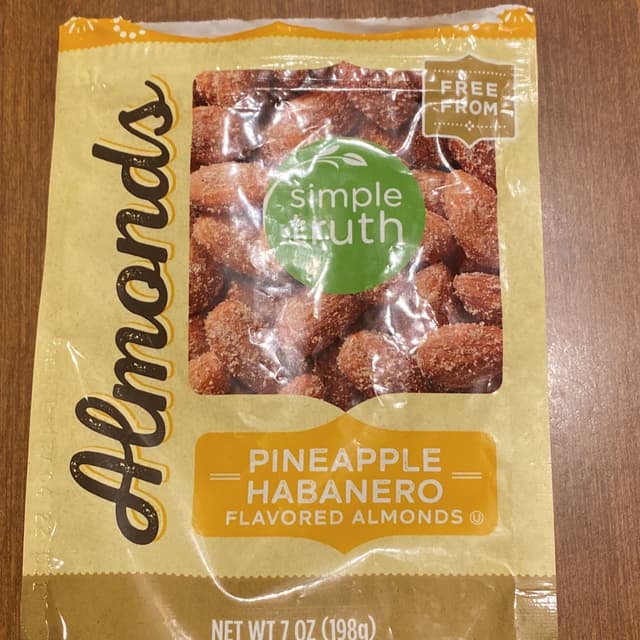 Almonds
FREE
FROM
simple
truth
PINEAPPLE
HABANERO
FLAVORED ALMONDS U
NET WT 7 OZ (198g)